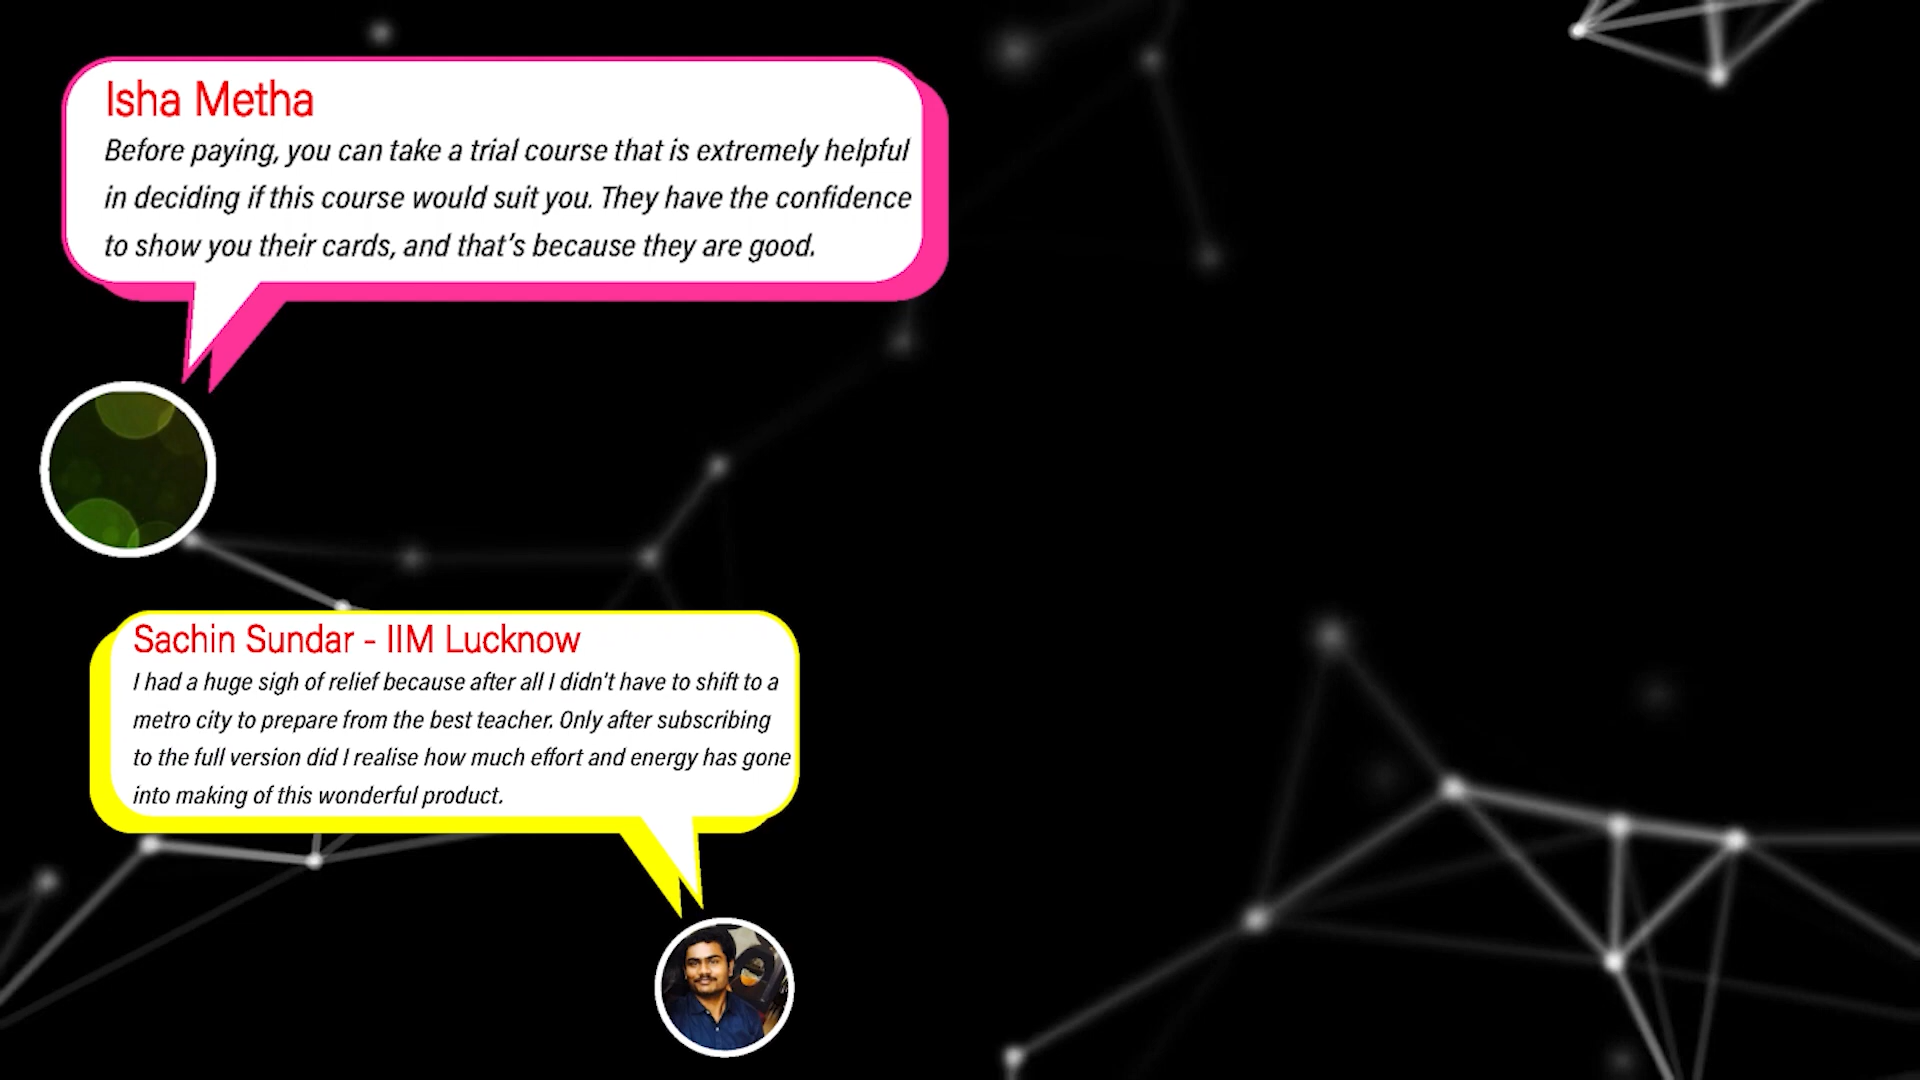 Isha Metha
Before paying, you can take a trial course that is extremely helpful
in deciding if this course would suit you. They have the confidence
to show you their cards, and that's because they are good.
Sachin Sundar - IIM Lucknow
I had a huge sigh of relief because after all I didn't have to shift to a
metro city to prepare from the best teacher. Only after subscribing
to the full version did I realise how much effort and energy has gone
into making of this wonderful product.